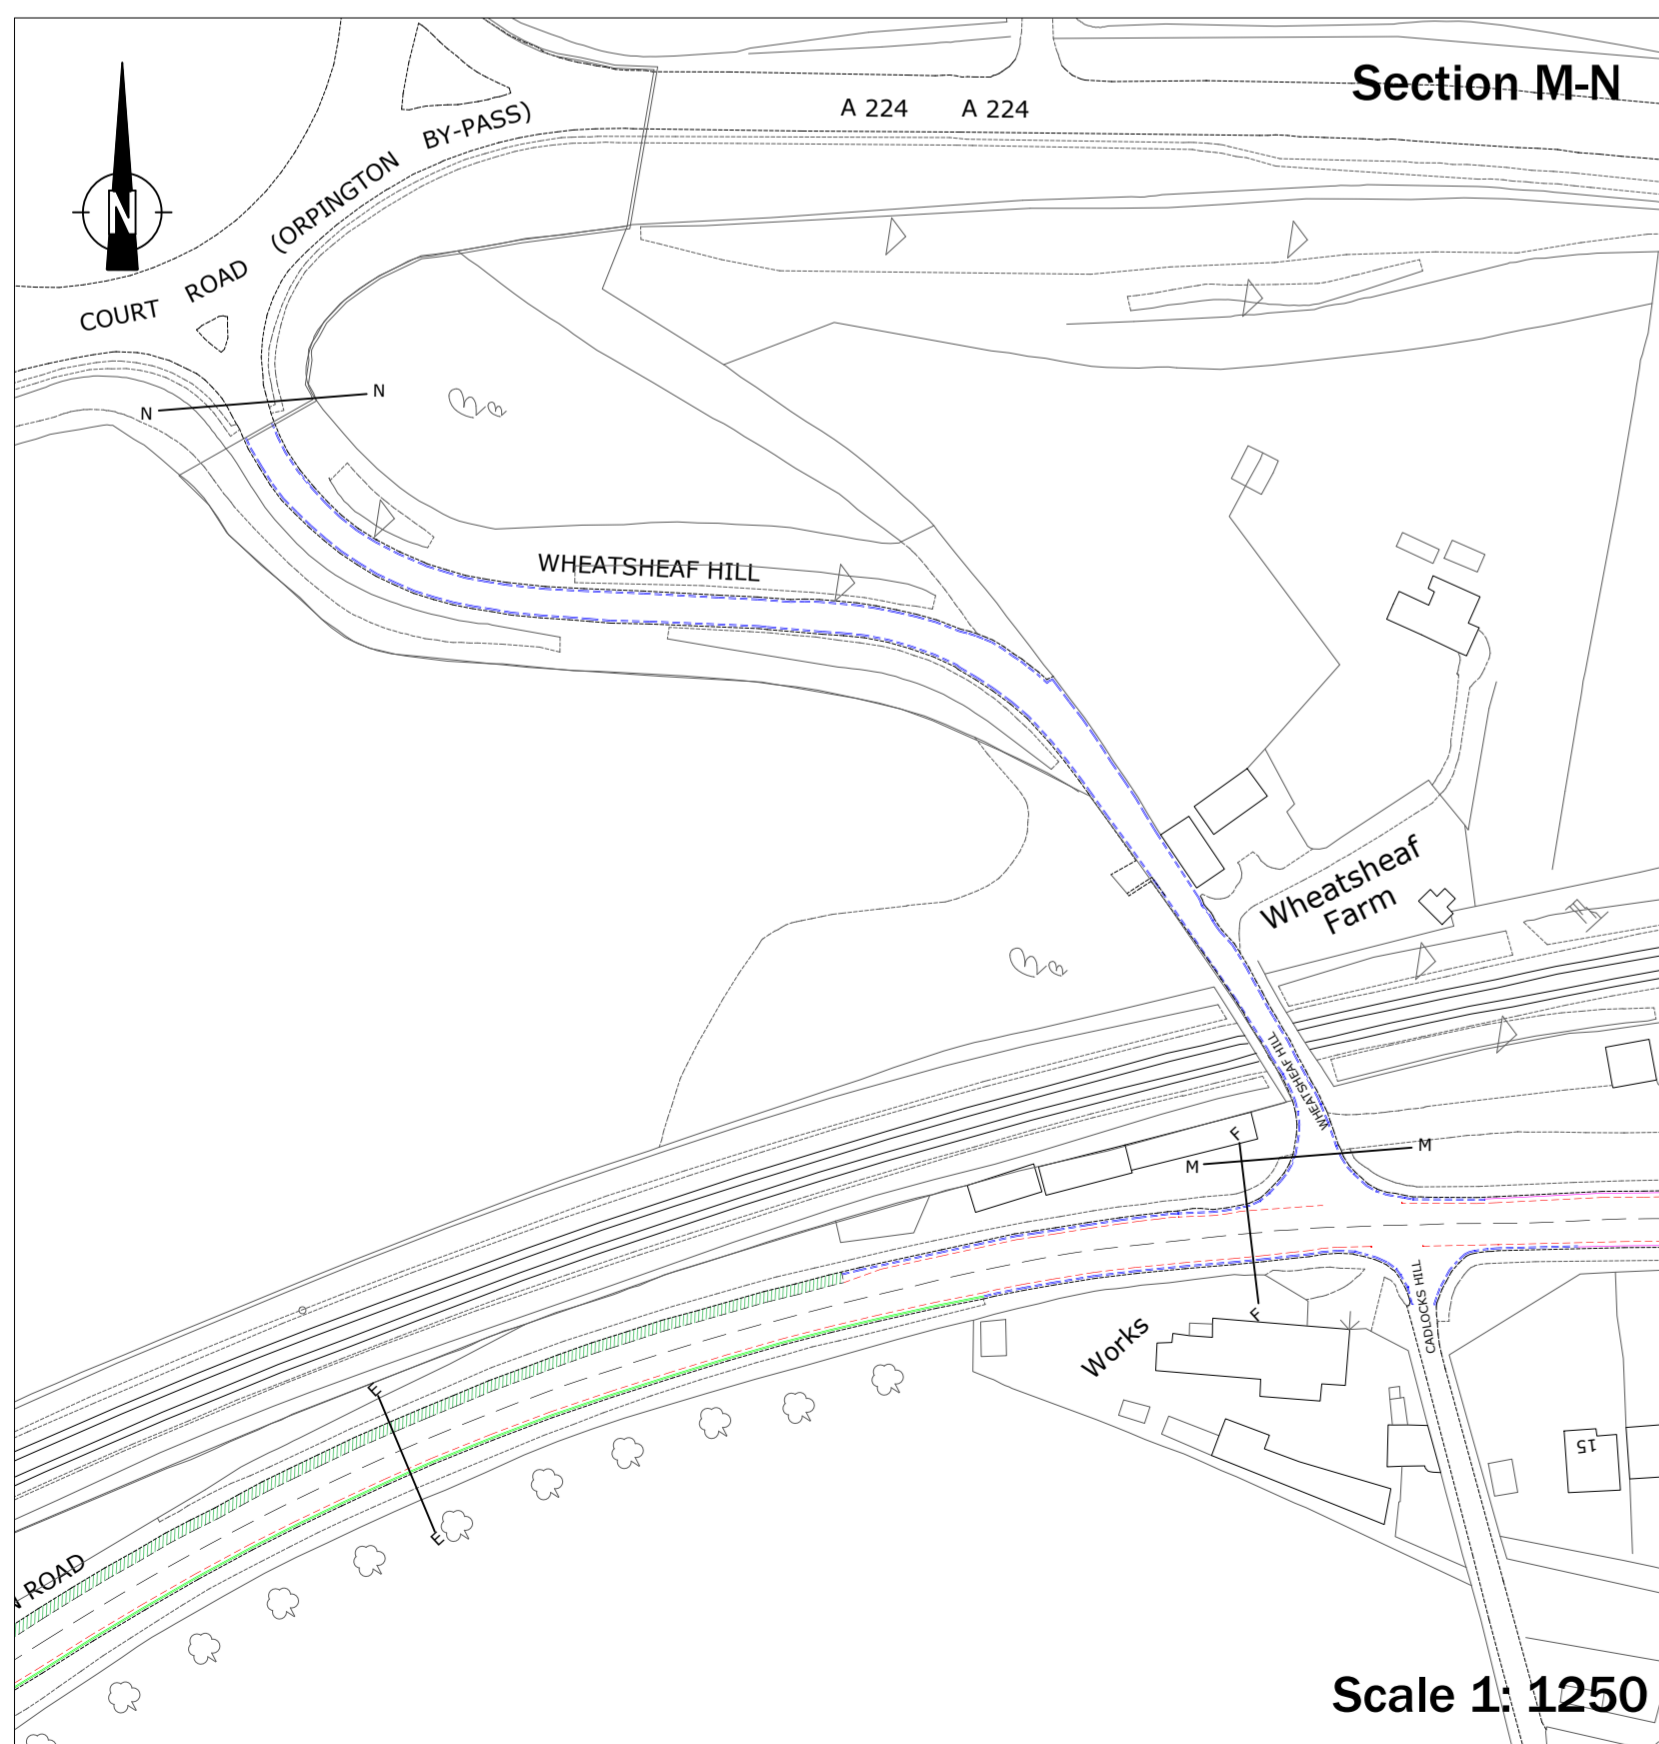 Section M-N
A 224 A 224
BY-PASS)
(ORPINGTON
ROAD
COURT
N
N
N
WHEATSHEAF HILL
Wheatsheaf
Farm
WHEATSHEAF HILL
F
M
M
F
CADLOCKS HILL
Works
E
E
15
ROAD
Scale 1: 1250